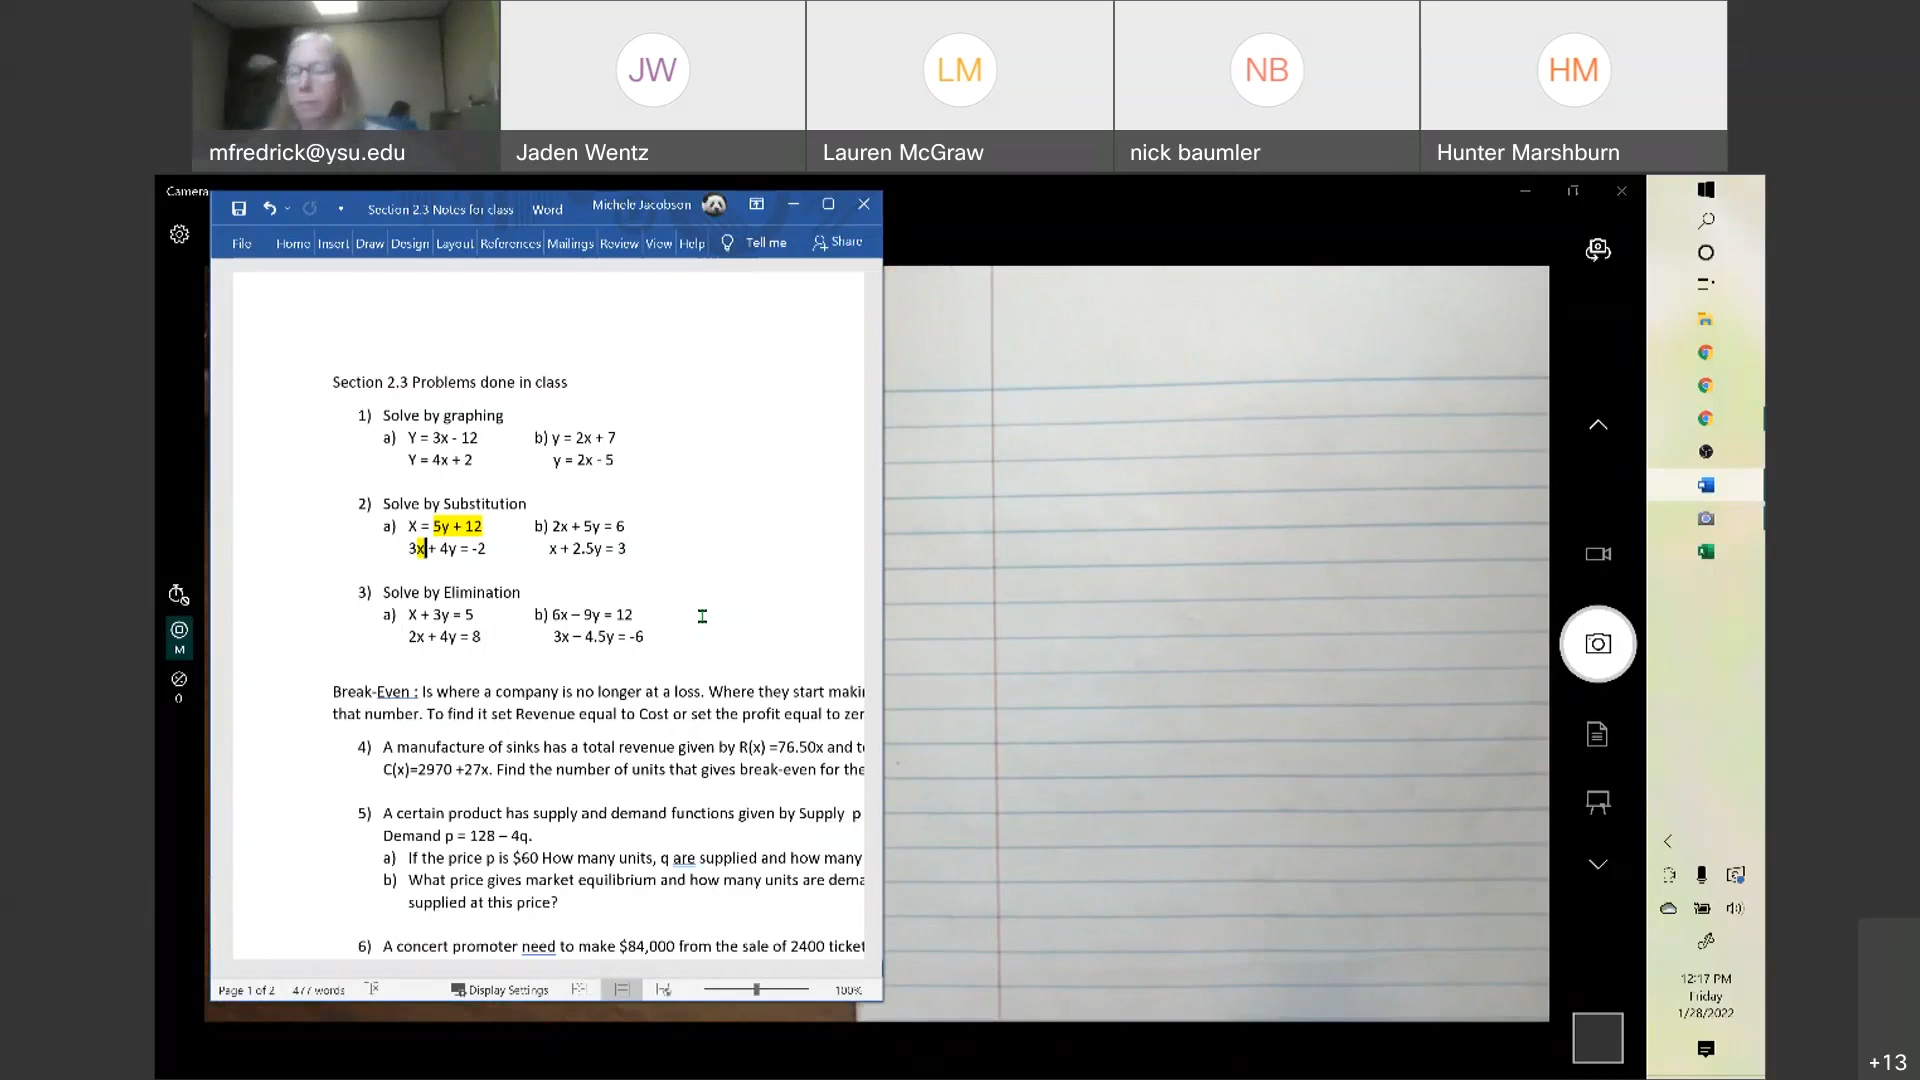 JW
LM
NB
HM
mfredrick@ysu.edu
Jaden Wentz
Lauren McGraw
nick baumler
Hunter Marshburn
Camera
Section 2.3 Notes for class Word
Michele Jacobson
File Home Insert Draw Design Layout References Mailings Review View Help Tell me Share
Section 2.3 Problems done in class
1) Solve by graphing
a) Y = 3x - 12 b) y = 2x + 7
Y = 4x + 2 y = 2x - 5
2) Solve by Substitution
a) X = 5y + 12 b) 2x + 5y = 6
3x + 4y = -2 x + 2.5y = 3
3) Solve by Elimination
a) X + 3y = 5 b) 6x – 9y = 12
2x + 4y = 8 3x – 4.5y = -6
Break-Even : Is where a company is no longer at a loss. Where they start
that number. To find it set Revenue equal to Cost or set the profit equal to
4) A manufacture of sinks has a total revenue given by R(x) =76.50x and
C(x)=2970 +27x. Find the number of units that gives break-even for the
5) A certain product has supply and demand functions given by Supply p
Demand p = 128 – 4q.
a) If the price p is $60 How many units, q are supplied and how many
b) What price gives market equilibrium and how many units are
supplied at this price?
6) A concert promoter need to make $84,000 from the sale of 2400
Page 1 of 2 477 words Display Settings 100%
M
0
12:17 PM
Friday
1/28/2022
+13